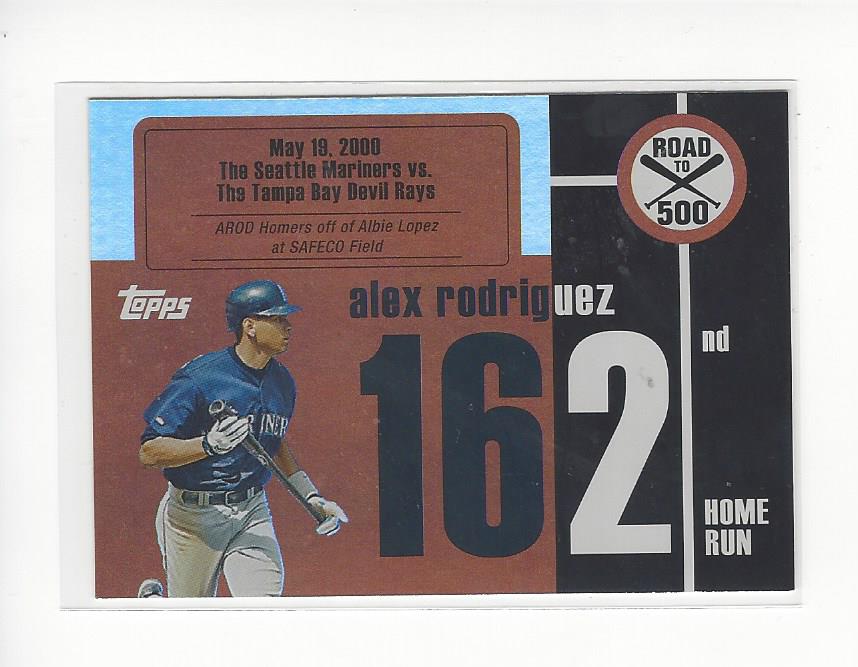 May 19, 2000
The Seattle Mariners vs.
The Tampa Bay Devil Rays
AROD Homers off of Albie Lopez
at SAFECO Field
ROAD
TO
500
topps
alex rodriguez
162
nd
HOME
RUN
RINER